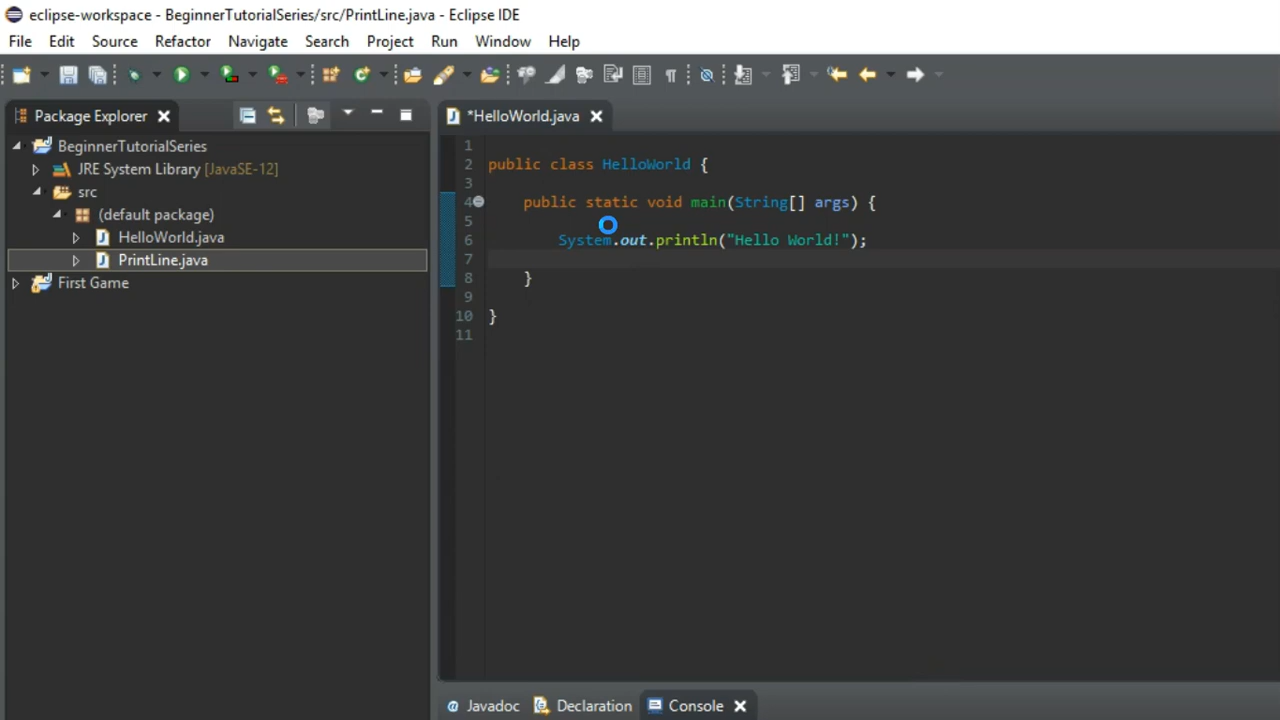 eclipse-workspace - BeginnerTutorialSeries/src/PrintLine.java - Eclipse IDE
File Edit Source Refactor Navigate Search Project Run Window Help
Package Explorer
BeginnerTutorialSeries
JRE System Library [JavaSE-12]
src
(default package)
HelloWorld.java
PrintLine.java
First Game
*HelloWorld.java
1
2 public class HelloWorld {
3
4 public static void main(String[] args) {
5
6 System.out.println("Hello World!");
7
8 }
9
10 }
11
@ Javadoc Declaration Console